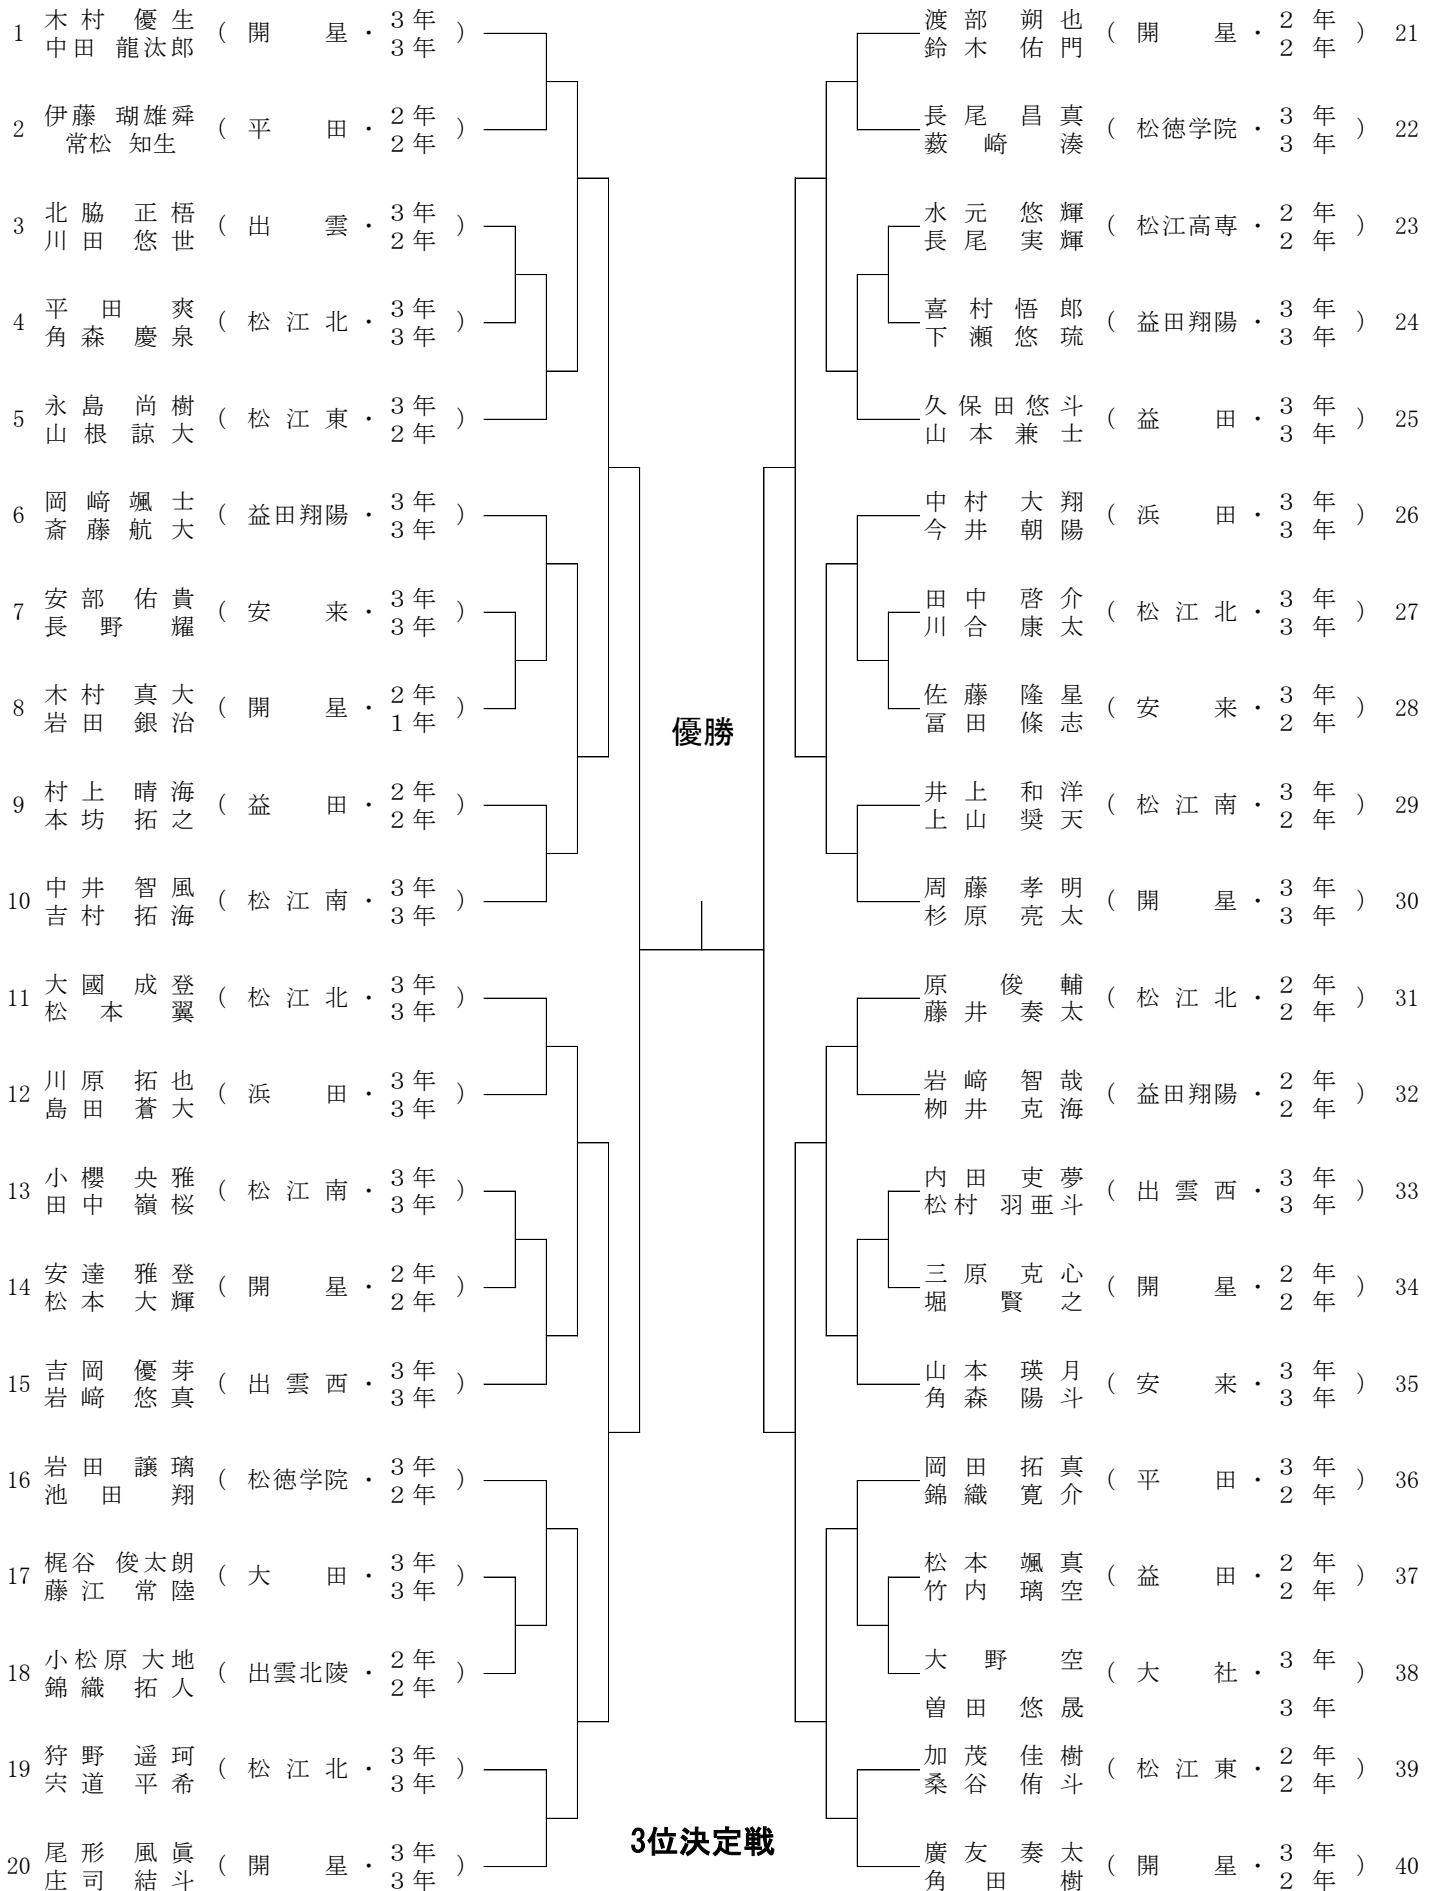 1 木村 優生 ( 開 星・ 3年 )
中田 龍汰郎 3年
2 伊藤 瑚雄舜 ( 平 田・ 2年 )
常松 知生 2年
3 北脇 正梧 ( 出 雲・ 3年 )
川田 悠世 2年
4 平田 爽 ( 松江北・ 3年 )
角森 慶泉 3年
5 永島 尚樹 ( 松江東・ 3年 )
山根 諒大 2年
6 岡﨑 颯士 ( 益田翔陽・ 3年 )
斎藤 航大 3年
7 安部 佑貴 ( 安 来・ 3年 )
長野 耀 3年
8 木村 真大 ( 開 星・ 2年 )
岩田 銀治 1年
9 村上 晴海 ( 益 田・ 2年 )
本坊 拓之 2年
10 中井 智風 ( 松江南・ 3年 )
吉村 拓海 3年
11 大國 成登 ( 松江北・ 3年 )
松本 翼 3年
12 川原 拓也 ( 浜 田・ 3年 )
島田 蒼大 3年
13 小櫻 央雅 ( 松江南・ 3年 )
田中 嶺桜 3年
14 安達 雅登 ( 開 星・ 2年 )
松本 大輝 2年
15 吉岡 優芽 ( 出雲西・ 3年 )
岩﨑 悠真 3年
16 岩田 譲璃 ( 松徳学院・ 3年 )
池田 翔 2年
17 梶谷 俊太朗 ( 大 田・ 3年 )
藤江 常陸 3年
18 小松原 大地 ( 出雲北陵・ 2年 )
錦織 拓人 2年
19 狩野 遥珂 ( 松江北・ 3年 )
宍道 平希 3年
20 尾形 風眞 ( 開 星・ 3年 )
庄司 結斗 3年
優勝
3位決定戦
渡部 朔也 ( 開 星・ 2年 ) 21
鈴木 佑門 2年
長尾 昌真 ( 松徳学院・ 3年 ) 22
薮崎 湊 3年
水元 悠輝 ( 松江高専・ 2年 ) 23
長尾 実輝 2年
喜村 悟郎 ( 益田翔陽・ 3年 ) 24
下瀬 悠琉 3年
久保田悠斗 ( 益 田・ 3年 ) 25
山本 兼士 3年
中村 大翔 ( 浜 田・ 3年 ) 26
今井 朝陽 3年
田中 啓介 ( 松江北・ 3年 ) 27
川合 康太 3年
佐藤 隆星 ( 安 来・ 3年 ) 28
冨田 條志 2年
井上 和洋 ( 松江南・ 3年 ) 29
上山 奨天 2年
周藤 孝明 ( 開 星・ 3年 ) 30
杉原 亮太 3年
原 俊輔 ( 松江北・ 2年 ) 31
藤井 奏太 2年
岩﨑 智哉 ( 益田翔陽・ 2年 ) 32
栁井 克海 2年
内田 吏夢 ( 出雲西・ 3年 ) 33
松村 羽亜斗 3年
三原 克心 ( 開 星・ 2年 ) 34
堀 賢之 2年
山本 瑛月 ( 安 来・ 3年 ) 35
角森 陽斗 3年
岡田 拓真 ( 平 田・ 3年 ) 36
錦織 寛介 2年
松本 颯真 ( 益 田・ 2年 ) 37
竹内 璃空 2年
大野 空 ( 大 社・ 3年 ) 38
曽田 悠晟 3年
加茂 佳樹 ( 松江東・ 2年 ) 39
桑谷 侑斗 2年
廣友 奏太 ( 開 星・ 3年 ) 40
角田 樹 2年